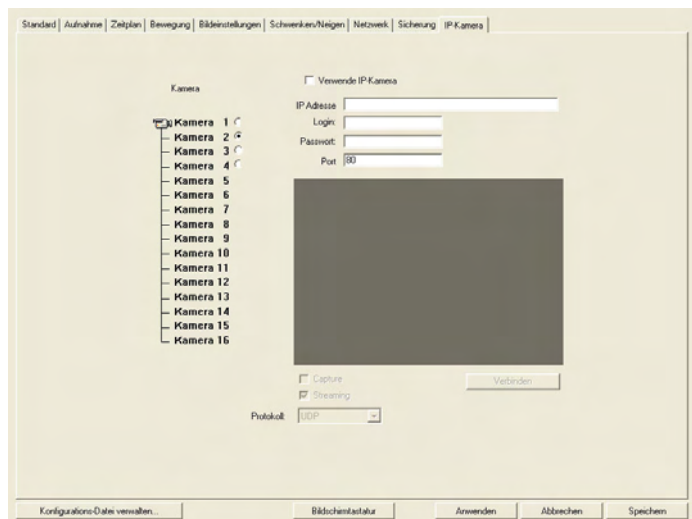 Standard | Aufnahme | Zeitplan | Bewegung | Bildeinstellungen | Schwenken/Neigen | Netzwerk | Sicherung | IP-Kamera
Kamera
Verwende IP-Kamera
IP Adresse
Login:
Passwort:
Port 80
Kamera 1
Kamera 2
Kamera 3
Kamera 4
Kamera 5
Kamera 6
Kamera 7
Kamera 8
Kamera 9
Kamera 10
Kamera 11
Kamera 12
Kamera 13
Kamera 14
Kamera 15
Kamera 16
Capture
Verbinden
Streaming
Protokoll: UDP
Konfigurations-Datei verwalten... Bildschirmtastatur Anwenden Abbrechen Speichern